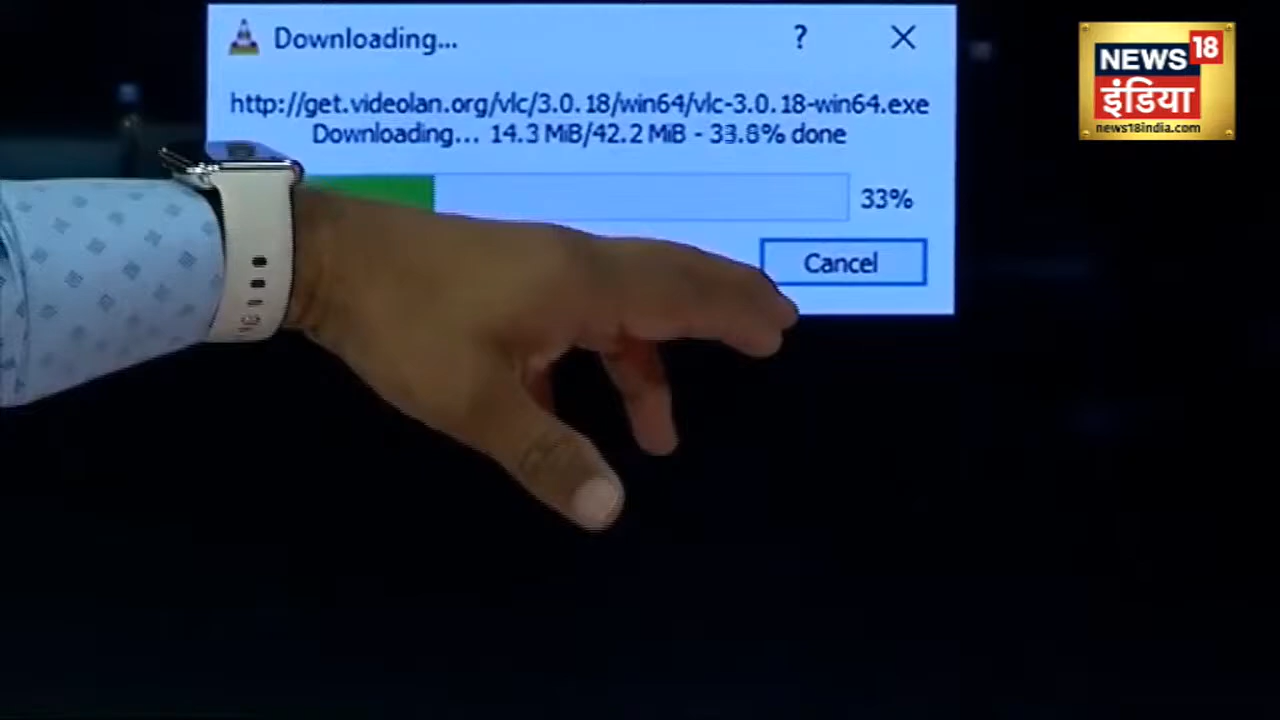 Downloading...
?
http://get.videolan.org/vlc/3.0.18/win64/vlc-3.0.18-win64.exe
Downloading... 14.3 MiB/42.2 MiB - 33.8% done
33%
Cancel
NEWS 18
इंडिया
news18india.com